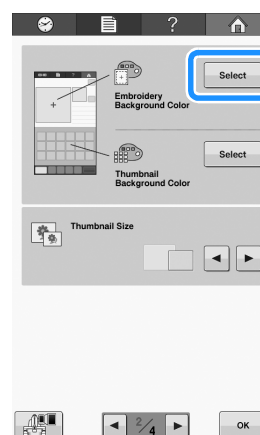 ?
Select
Embroidery
Background Color
Select
Thumbnail
Background Color
Thumbnail Size
2/4
OK